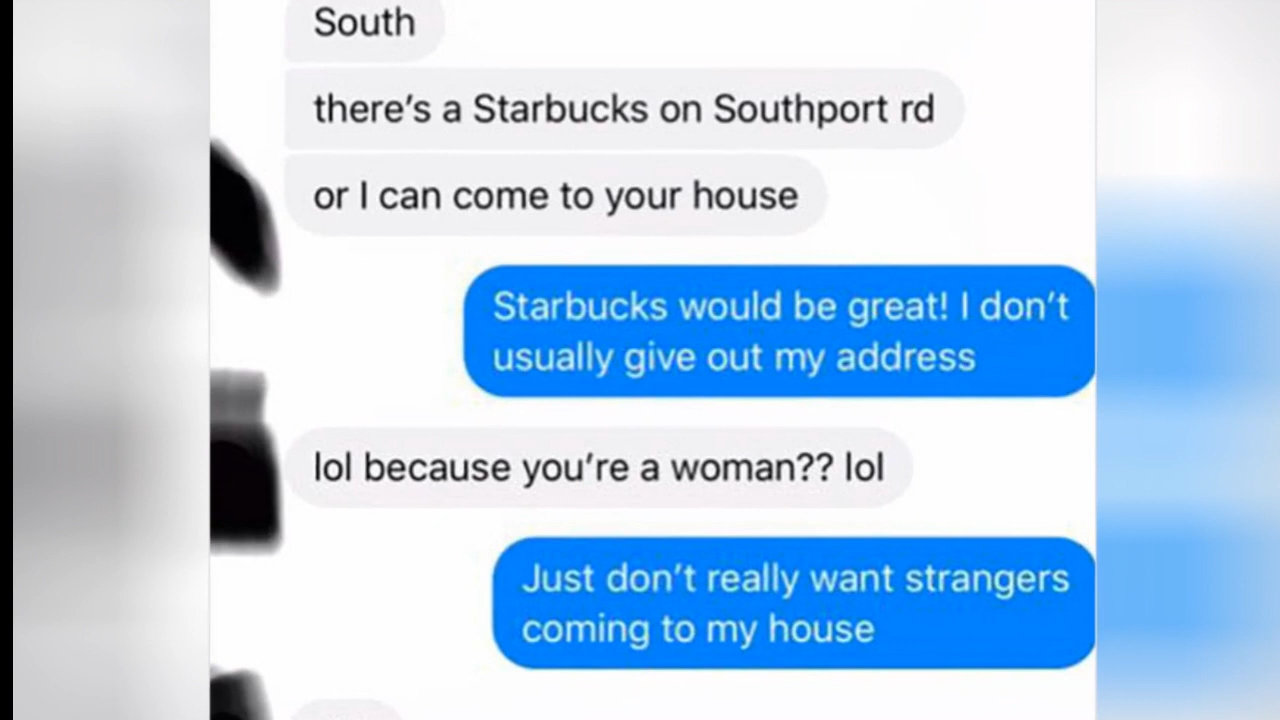 South
there's a Starbucks on Southport rd
or I can come to your house
Starbucks would be great! I don't
usually give out my address
lol because you're a woman?? lol
Just don't really want strangers
coming to my house